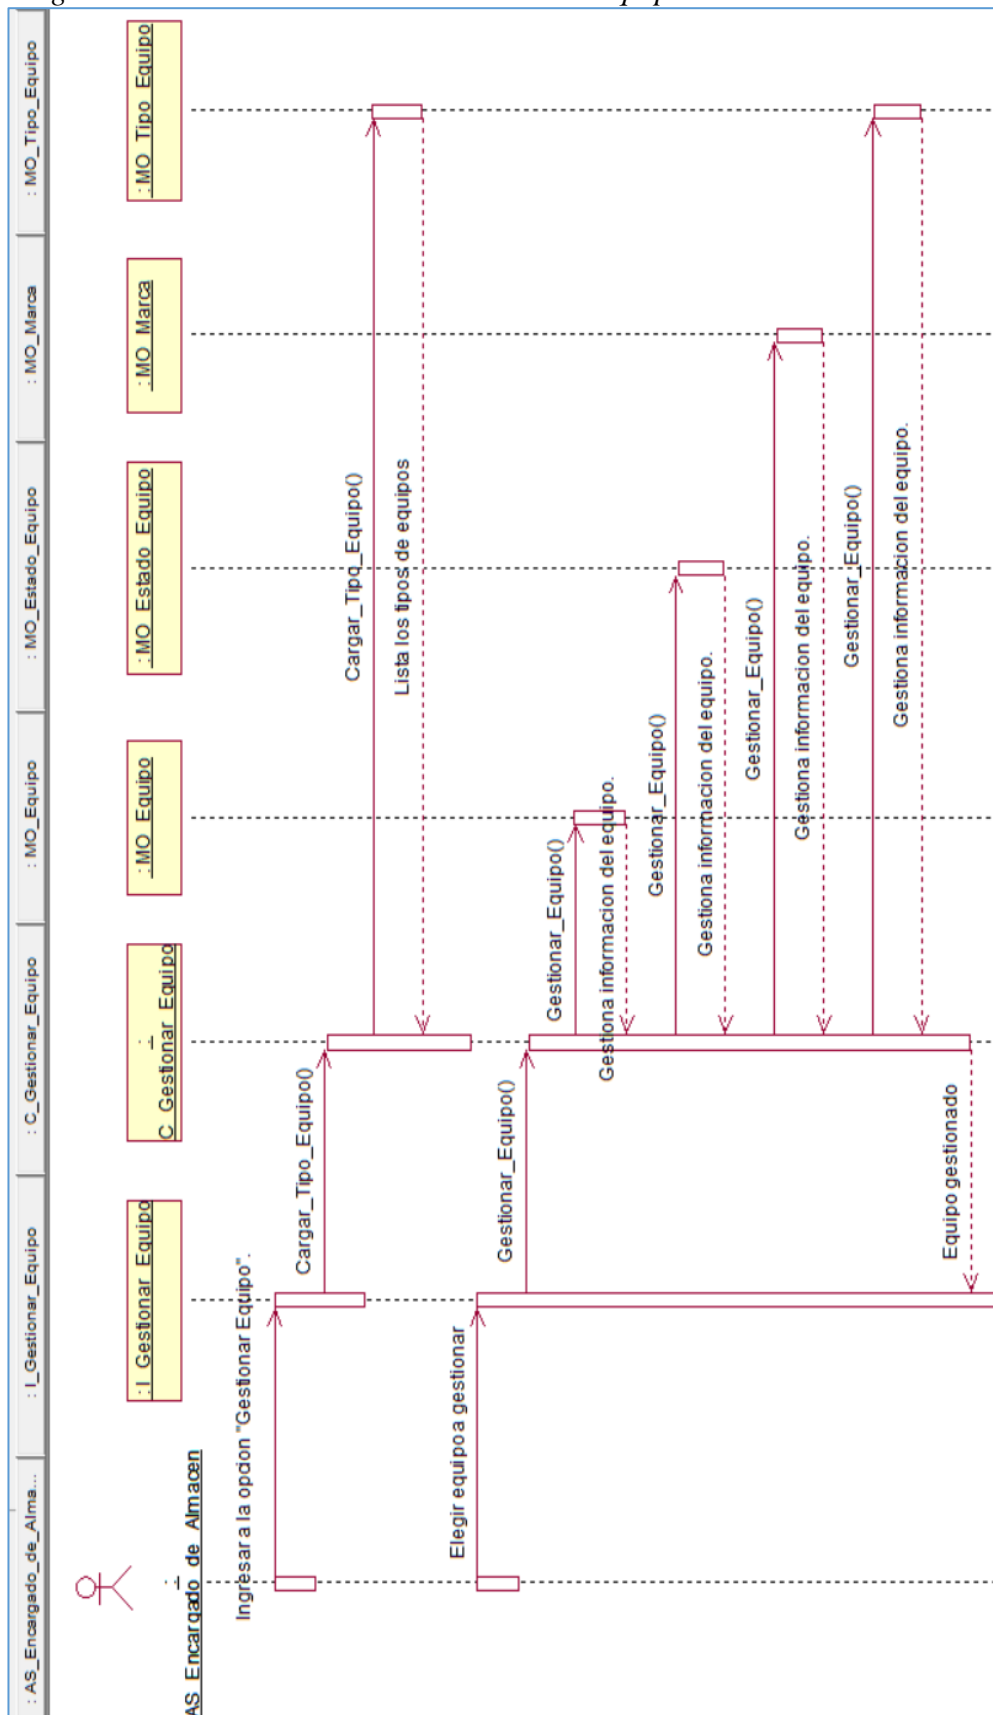 : AS_Encargado_de_Alma...
: I_Gestionar_Equipo
: C_Gestionar_Equipo
: MO_Equipo
: MO_Estado_Equipo
: MO_Marca
: MO_Tipo_Equipo
:
AS_Encargado_de_Almacen
:I_Gestionar_Equipo
:
C_Gestionar_Equipo
:MO_Equipo
:MO_Estado_Equipo
:MO_Marca
:MO_Tipo_Equipo
Ingresar a la opcion "Gestionar Equipo".
Cargar_Tipo_Equipo()
Cargar_Tipo_Equipo()
Lista los tipos de equipos
Elegir equipo a gestionar
Gestionar_Equipo()
Gestionar_Equipo()
Gestiona informacion del equipo.
Gestionar_Equipo()
Gestiona informacion del equipo.
Gestionar_Equipo()
Gestiona informacion del equipo.
Gestionar_Equipo()
Gestiona informacion del equipo.
Equipo gestionado